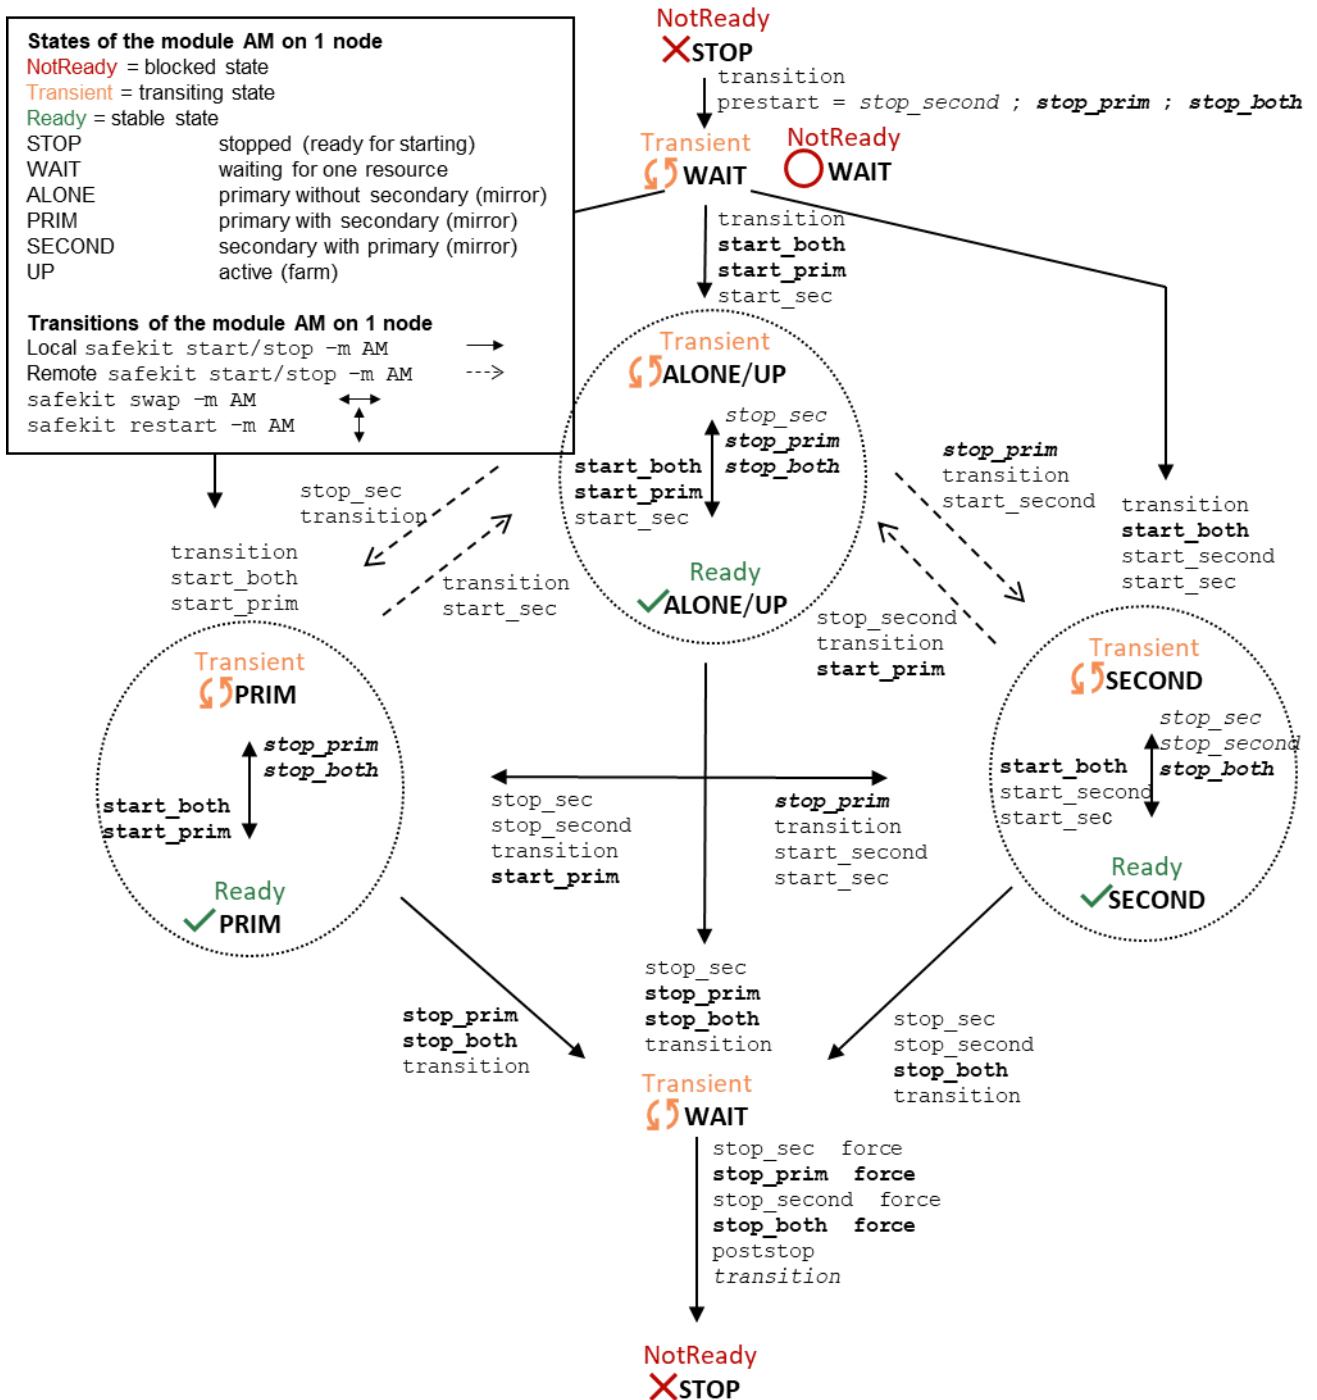 States of the module AM on 1 node
NotReady = blocked state
Transient = transiting state
Ready = stable state
STOP stopped (ready for starting)
WAIT waiting for one resource
ALONE primary without secondary (mirror)
PRIM primary with secondary (mirror)
SECOND secondary with primary (mirror)
UP active (farm)
Transitions of the module AM on 1 node
Local safekit start/stop -m AM
Remote safekit start/stop -m AM
safekit swap -m AM
safekit restart -m AM
NotReady
STOP
transition
prestart = stop_second ; stop_prim ; stop_both
Transient
WAIT
NotReady
WAIT
transition
start_both
start_prim
start_sec
Transient
ALONE/UP
stop_sec
stop_prim
stop_both
start_both
start_prim
start_sec
Ready
ALONE/UP
stop_sec
transition
transition
start_sec
stop_prim
transition
start_second
stop_second
transition
start_prim
transition
start_both
start_prim
Transient
PRIM
stop_prim
stop_both
start_both
start_prim
Ready
PRIM
transition
start_both
start_second
start_sec
Transient
SECOND
stop_sec
stop_second
stop_both
start_both
start_second
start_sec
Ready
SECOND
stop_sec
stop_second
transition
start_prim
stop_prim
transition
start_second
start_sec
stop_prim
stop_both
transition
stop_sec
stop_prim
stop_both
transition
stop_sec
stop_second
stop_both
transition
Transient
WAIT
stop_sec force
stop_prim force
stop_second force
stop_both force
poststop
transition
NotReady
STOP